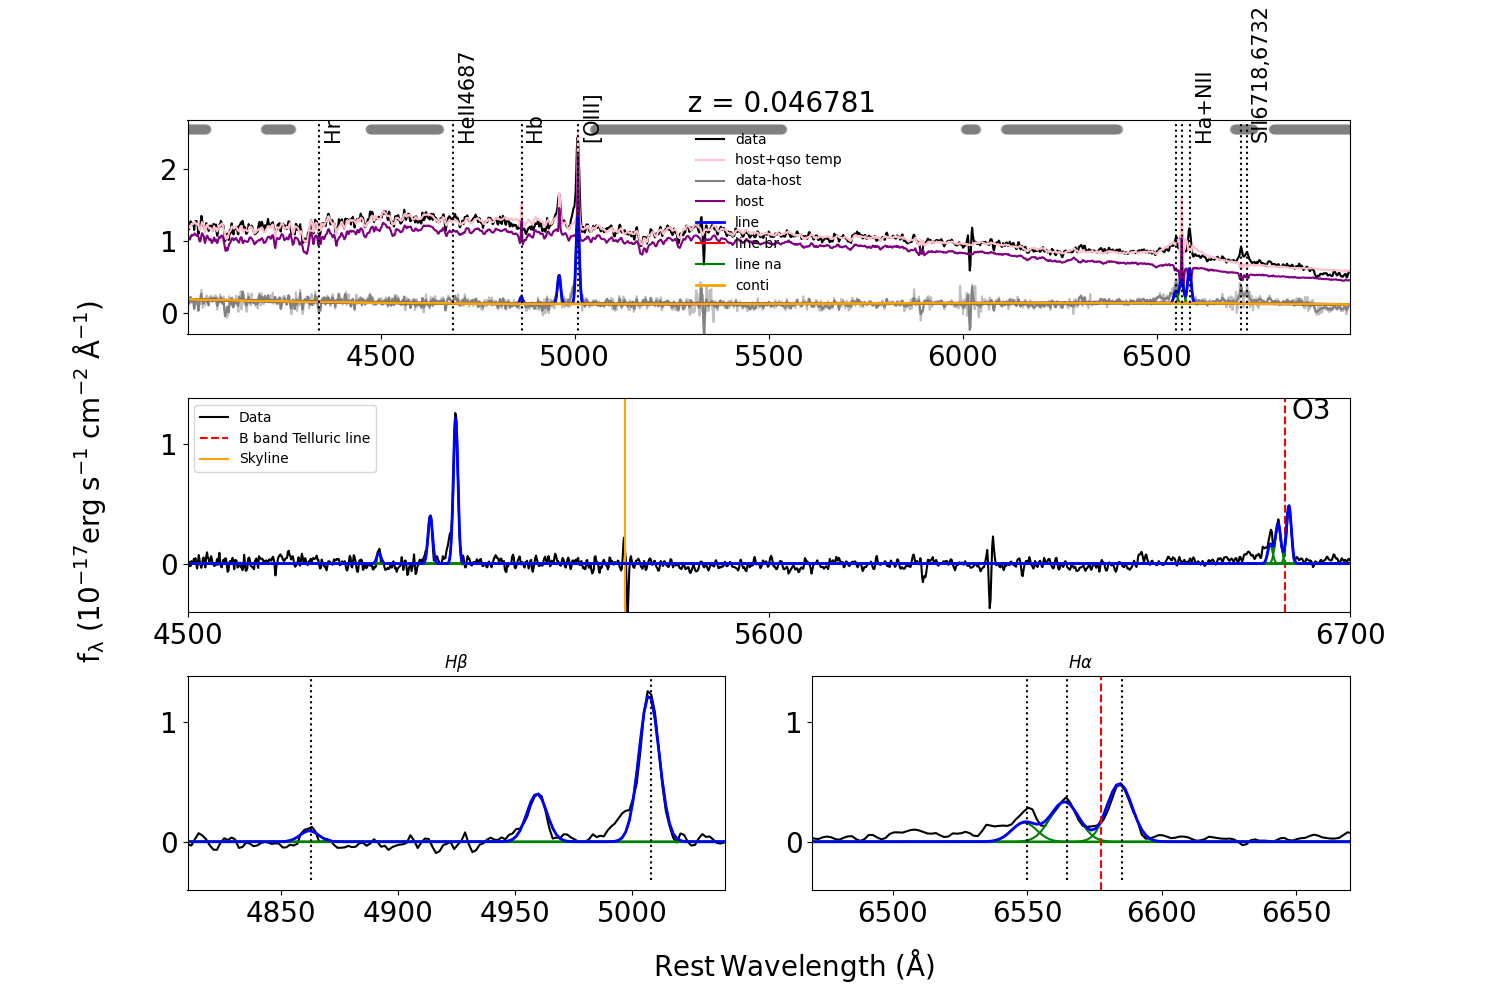 z = 0.046781
Hr
HeII4687
Hb
[OIII]
Ha+NII
SII6718,6732
data
host+qso temp
data-host
host
line
line br
line na
conti
2
1
0
4500
5000
5500
6000
6500
Data
B band Telluric line
Skyline
O3
1
0
4500
5600
6700
fλ (10−17erg s−1 cm−2 Å−1)
Hβ
1
0
4850
4900
4950
5000
Hα
1
0
6500
6550
6600
6650
Rest Wavelength (Å)